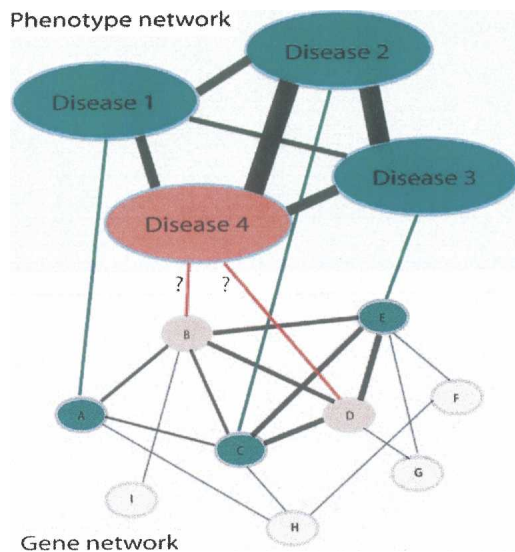 Phenotype network
Disease 2
Disease 1
Disease 3
Disease 4
? ?
E
B
F
A
D
C
G
I
H
Gene network